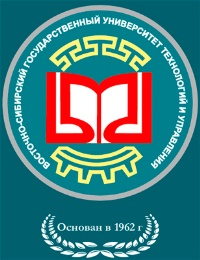 ВОСТОЧНО-СИБИРСКИЙ ГОСУДАРСТВЕННЫЙ УНИВЕРСИТЕТ ТЕХНОЛОГИЙ И УПРАВЛЕНИЯ
Основан в 1962 г